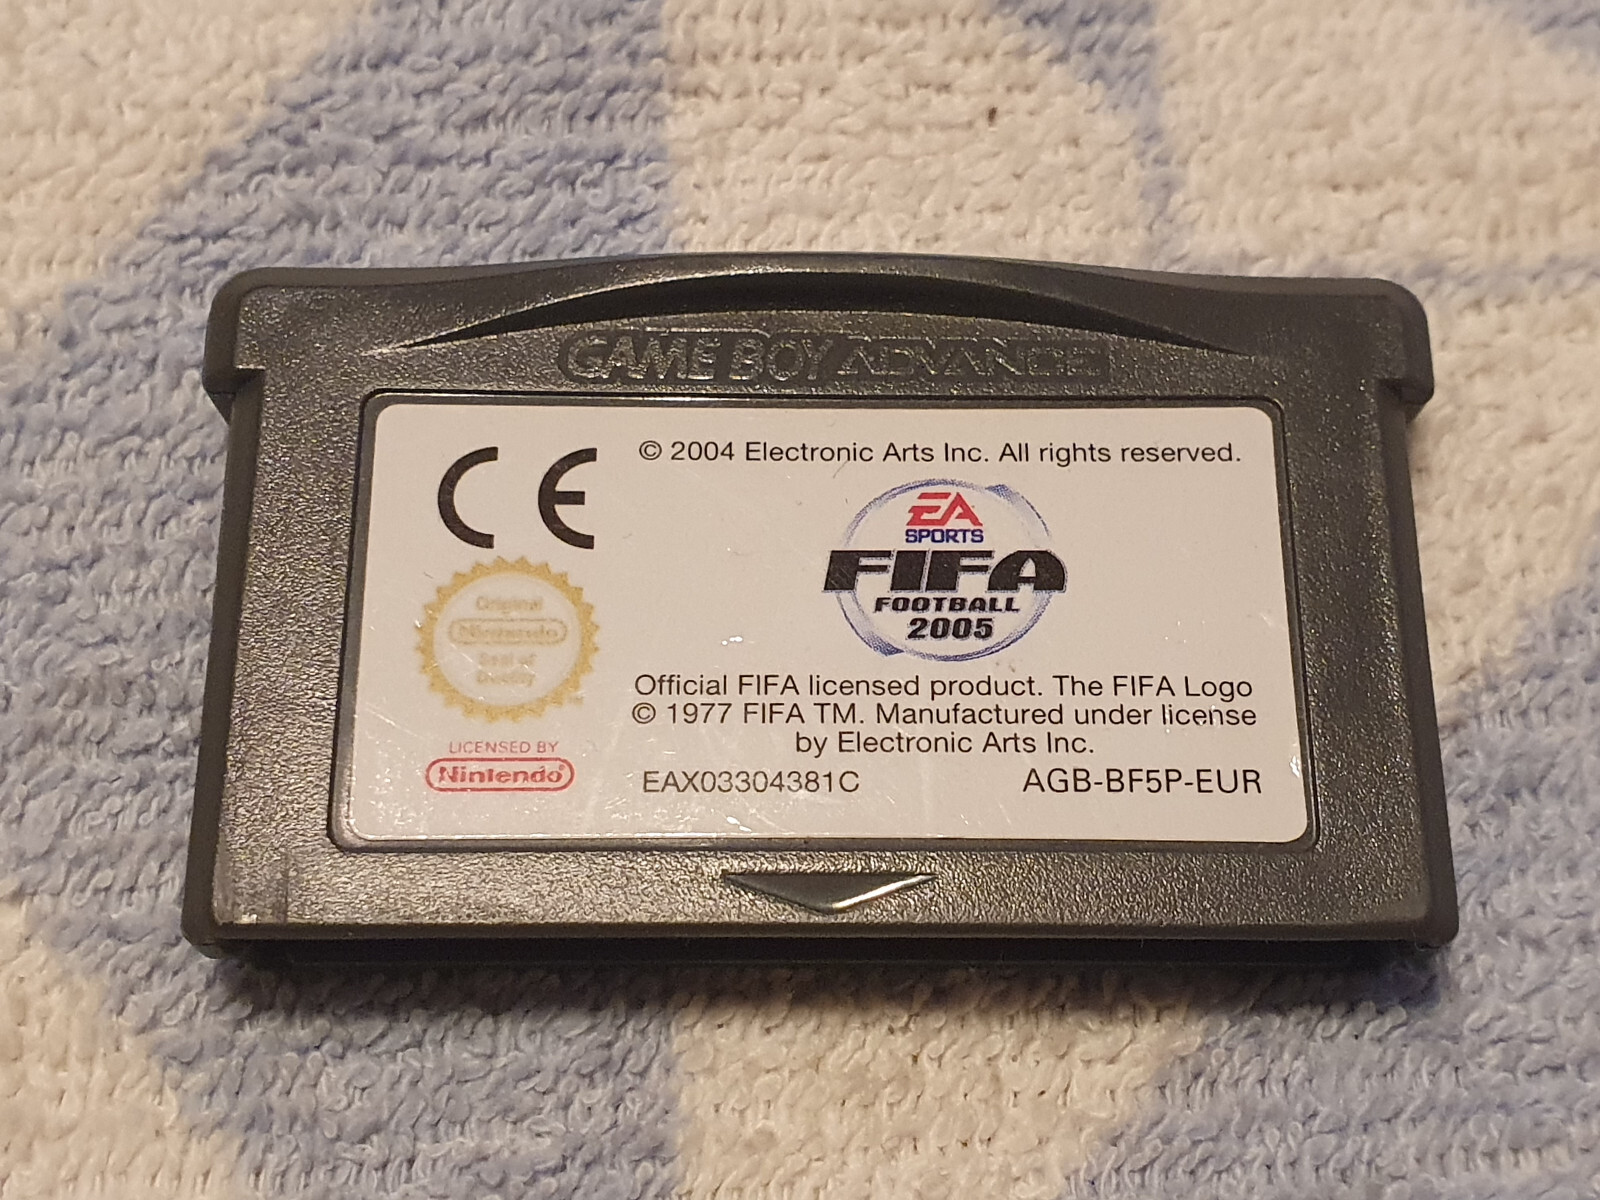 GAME BOY ADVANCE
CE
© 2004 Electronic Arts Inc. All rights reserved.
EA
SPORTS
FIFA
FOOTBALL
2005
Original
Nintendo
Seal of
Quality
Official FIFA licensed product. The FIFA Logo
© 1977 FIFA TM. Manufactured under license
by Electronic Arts Inc.
LICENSED BY
Nintendo®
EAX03304381C
AGB-BF5P-EUR